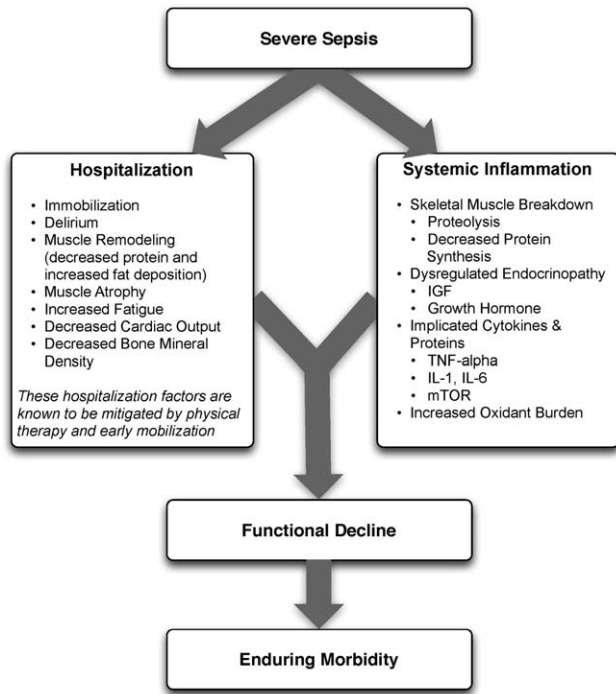 Severe Sepsis
Hospitalization
• Immobilization
• Delirium
• Muscle Remodeling
(decreased protein and
increased fat deposition)
• Muscle Atrophy
• Increased Fatigue
• Decreased Cardiac Output
• Decreased Bone Mineral
Density
These hospitalization factors are
known to be mitigated by physical
therapy and early mobilization
Systemic Inflammation
• Skeletal Muscle Breakdown
• Proteolysis
• Decreased Protein
Synthesis
• Dysregulated Endocrinopathy
• IGF
• Growth Hormone
• Implicated Cytokines &
Proteins
• TNF-alpha
• IL-1, IL-6
• mTOR
• Increased Oxidant Burden
Functional Decline
Enduring Morbidity